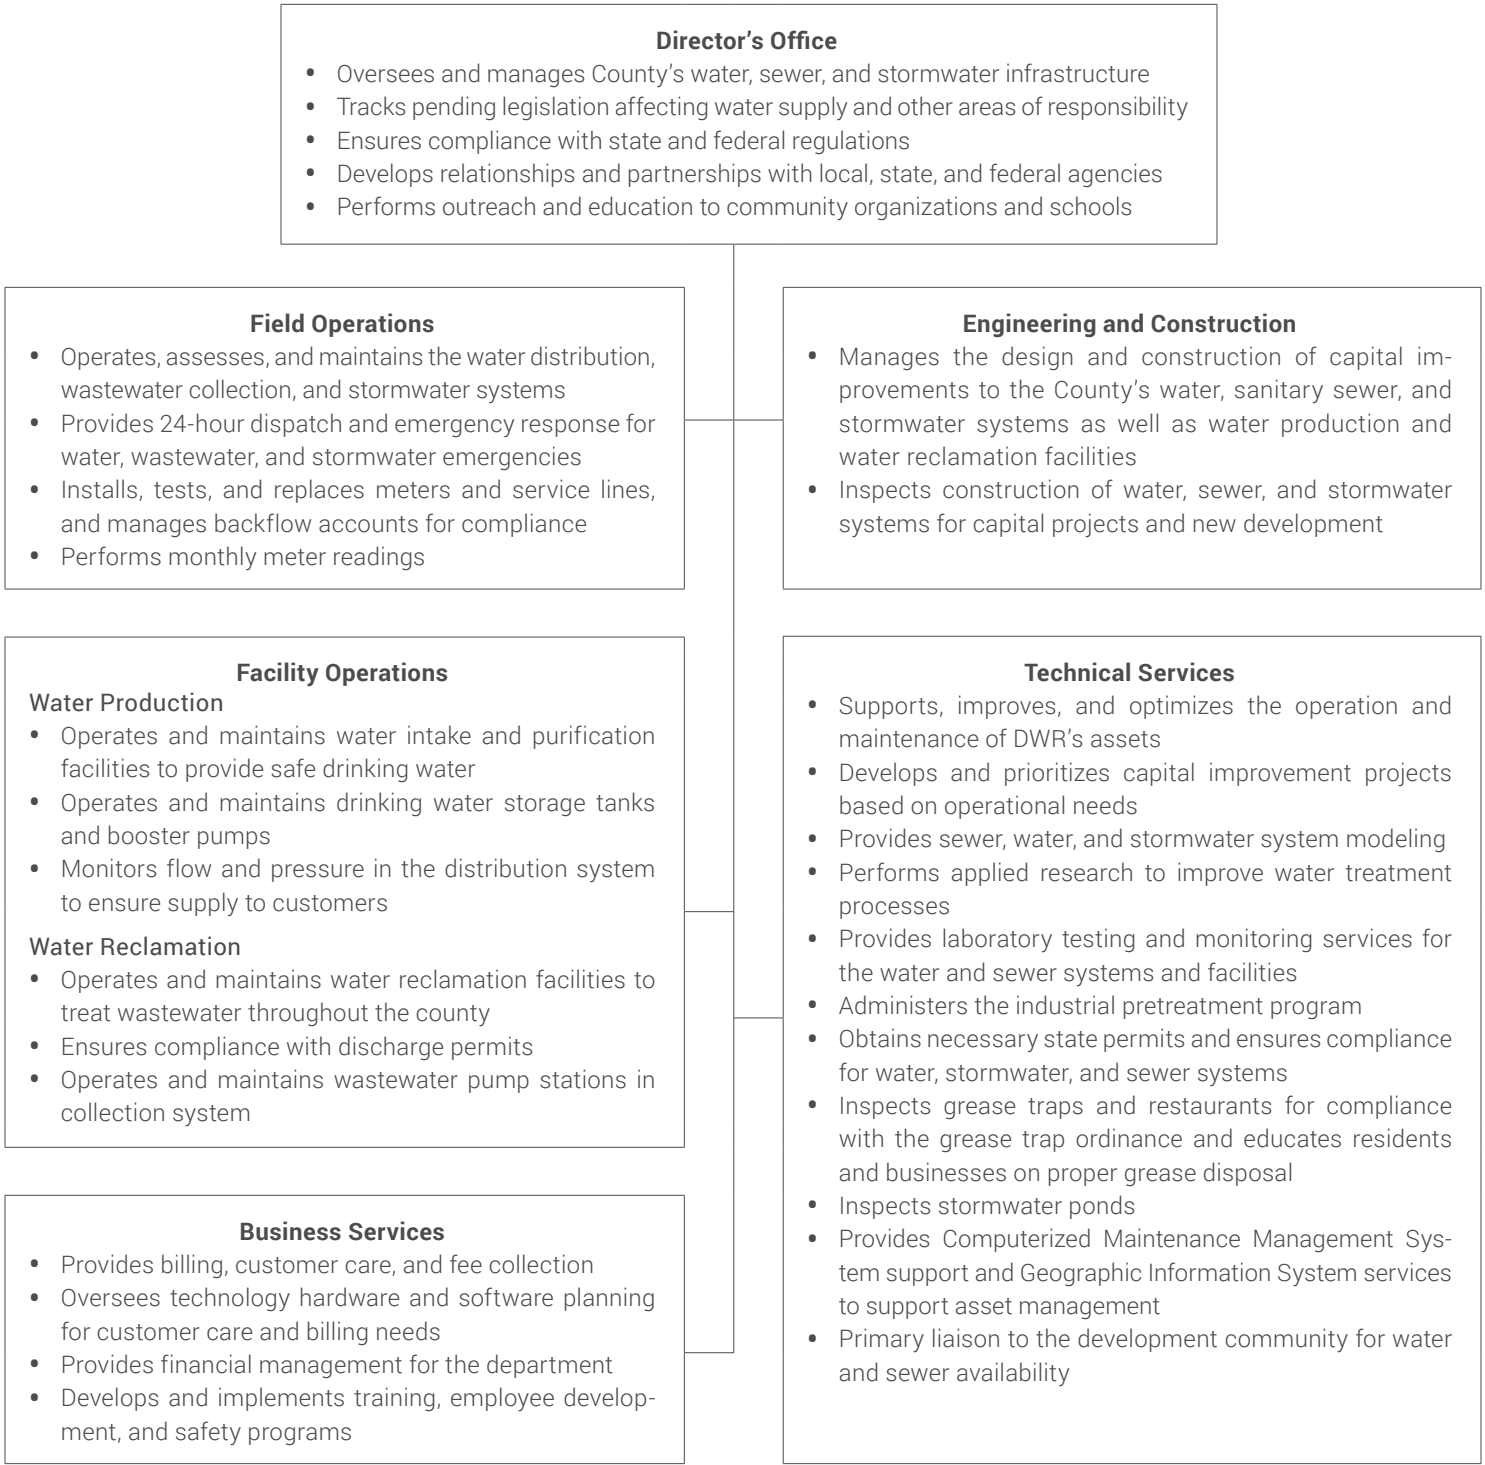 Director’s Office
• Oversees and manages County’s water, sewer, and stormwater infrastructure
• Tracks pending legislation affecting water supply and other areas of responsibility
• Ensures compliance with state and federal regulations
• Develops relationships and partnerships with local, state, and federal agencies
• Performs outreach and education to community organizations and schools
Field Operations
• Operates, assesses, and maintains the water distribution,
wastewater collection, and stormwater systems
• Provides 24-hour dispatch and emergency response for
water, wastewater, and stormwater emergencies
• Installs, tests, and replaces meters and service lines,
and manages backflow accounts for compliance
• Performs monthly meter readings
Engineering and Construction
• Manages the design and construction of capital im-
provements to the County’s water, sanitary sewer, and
stormwater systems as well as water production and
water reclamation facilities
• Inspects construction of water, sewer, and stormwater
systems for capital projects and new development
Facility Operations
Water Production
• Operates and maintains water intake and purification
facilities to provide safe drinking water
• Operates and maintains drinking water storage tanks
and booster pumps
• Monitors flow and pressure in the distribution system
to ensure supply to customers
Water Reclamation
• Operates and maintains water reclamation facilities to
treat wastewater throughout the county
• Ensures compliance with discharge permits
• Operates and maintains wastewater pump stations in
collection system
Technical Services
• Supports, improves, and optimizes the operation and
maintenance of DWR’s assets
• Develops and prioritizes capital improvement projects
based on operational needs
• Provides sewer, water, and stormwater system modeling
• Performs applied research to improve water treatment
processes
• Provides laboratory testing and monitoring services for
the water and sewer systems and facilities
• Administers the industrial pretreatment program
• Obtains necessary state permits and ensures compliance
for water, stormwater, and sewer systems
• Inspects grease traps and restaurants for compliance
with the grease trap ordinance and educates residents
and businesses on proper grease disposal
• Inspects stormwater ponds
• Provides Computerized Maintenance Management Sys-
tem support and Geographic Information System services
to support asset management
• Primary liaison to the development community for water
and sewer availability
Business Services
• Provides billing, customer care, and fee collection
• Oversees technology hardware and software planning
for customer care and billing needs
• Provides financial management for the department
• Develops and implements training, employee develop-
ment, and safety programs